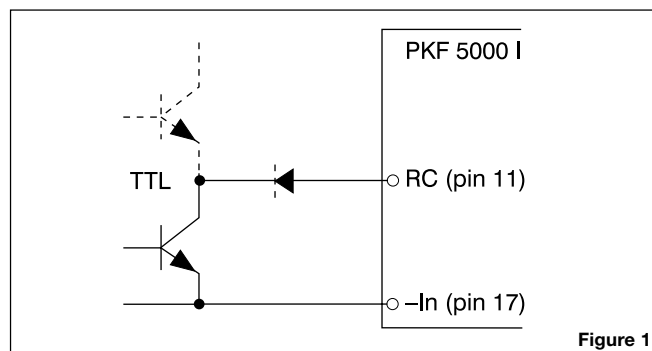 PKF 5000 I
TTL
RC (pin 11)
–In (pin 17)
Figure 1